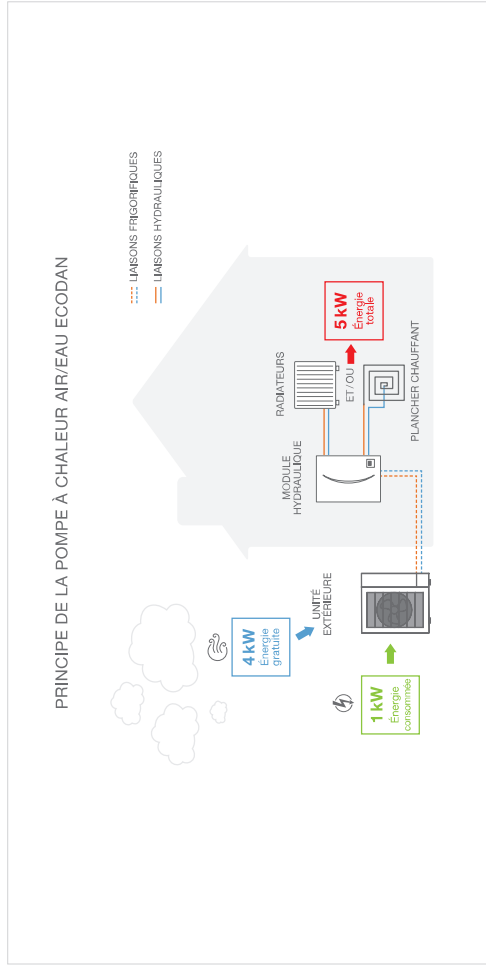 PRINCIPE DE LA POMPE À CHALEUR AIR/EAU ECODAN
LIAISONS FRIGORIFIQUES
LIAISONS HYDRAULIQUES
4 kW
Énergie
gratuite
UNITÉ
EXTÉRIEURE
1 kW
Énergie
consommée
MODULE
HYDRAULIQUE
RADIATEURS
ET / OU
5 kW
Énergie
totale
PLANCHER CHAUFFANT